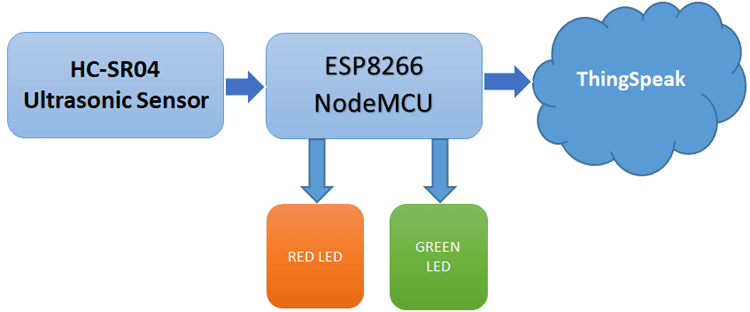 HC-SR04
Ultrasonic Sensor
ESP8266
NodeMCU
ThingSpeak
RED LED
GREEN
LED